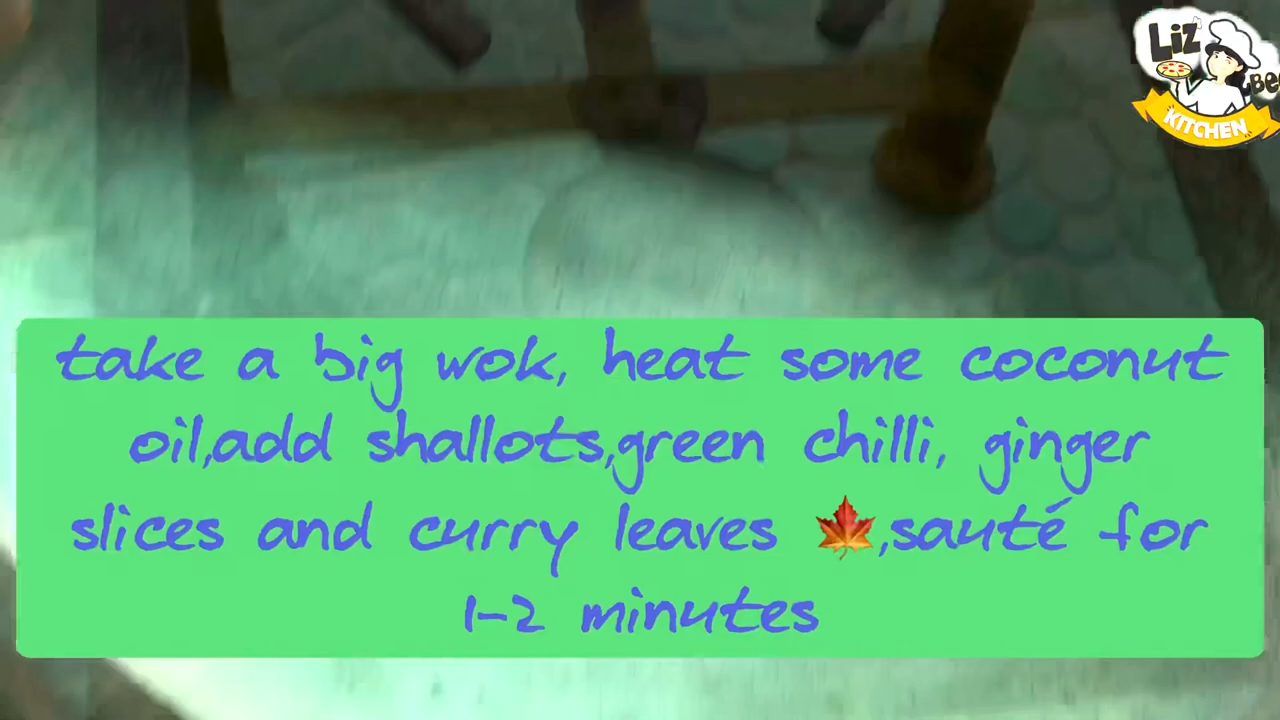 Liz'
Be
KITCHEN
take a big wok, heat some coconut
oil,add shallots,green chilli, ginger
slices and curry leaves 🍁,sauté for
1-2 minutes